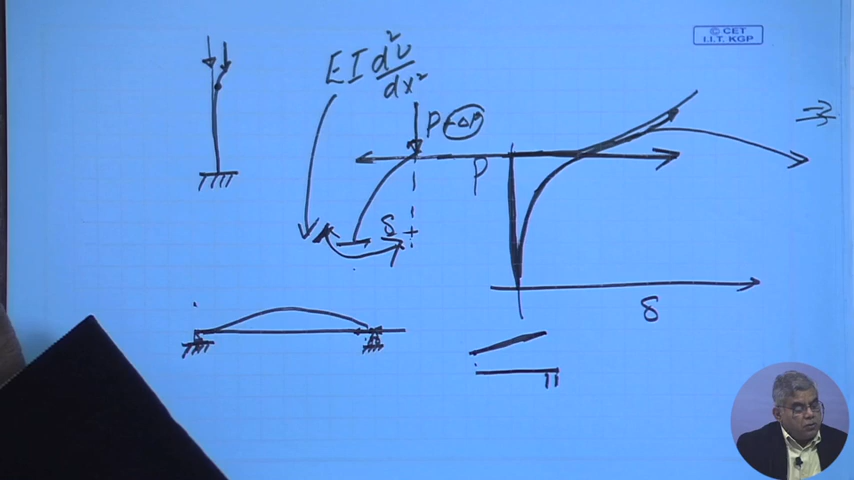 © CET
I.I.T. KGP
EI d²v/dx²
P+ΔP
P
δ
δ